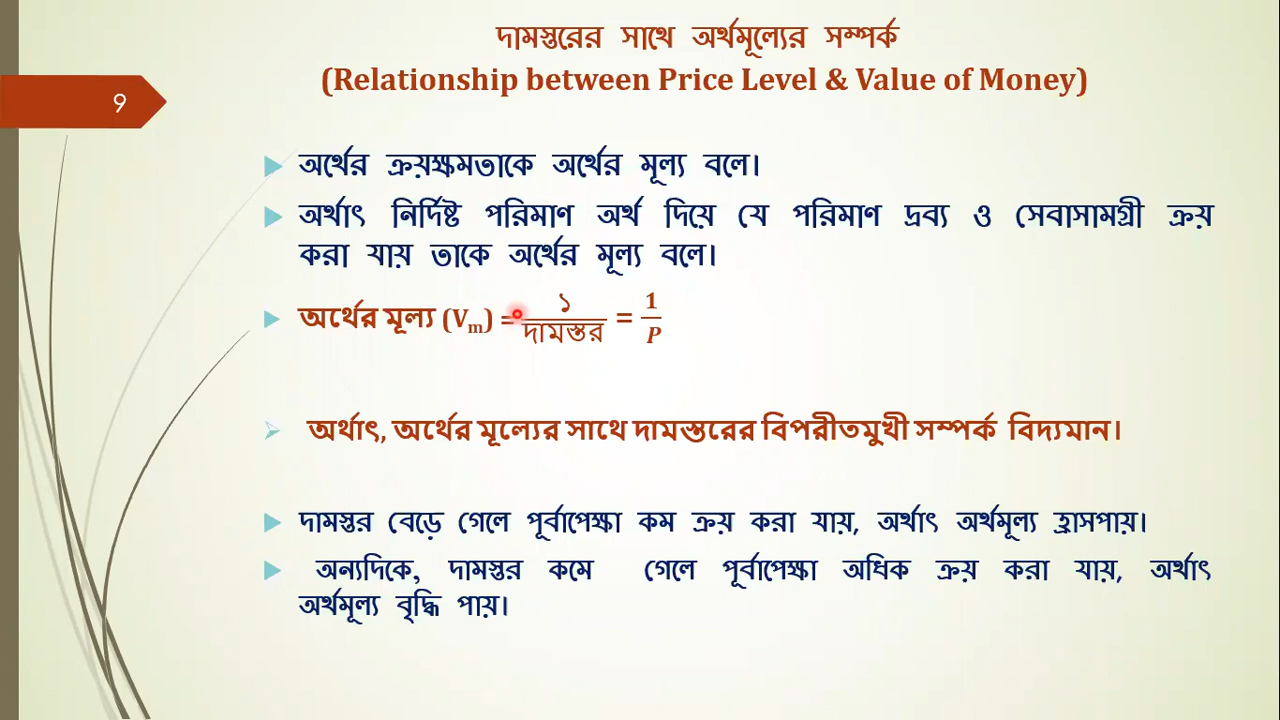 দামস্তরের সাথে অর্থমূল্যের সম্পর্ক
(Relationship between Price Level & Value of Money)
9
অর্থের ক্রয়ক্ষমতাকে অর্থের মূল্য বলে।
অর্থাৎ নির্দিষ্ট পরিমাণ অর্থ দিয়ে যে পরিমাণ দ্রব্য ও সেবাসামগ্রী ক্রয়
করা যায় তাকে অর্থের মূল্য বলে।
অর্থের মূল্য (Vm) = ১/দামস্তর = 1/P
অর্থাৎ, অর্থের মূল্যের সাথে দামস্তরের বিপরীতমুখী সম্পর্ক বিদ্যমান।
দামস্তর বেড়ে গেলে পূর্বাপেক্ষা কম ক্রয় করা যায়, অর্থাৎ অর্থমূল্য হ্রাসপায়।
অন্যদিকে, দামস্তর কমে গেলে পূর্বাপেক্ষা অধিক ক্রয় করা যায়, অর্থাৎ
অর্থমূল্য বৃদ্ধি পায়।